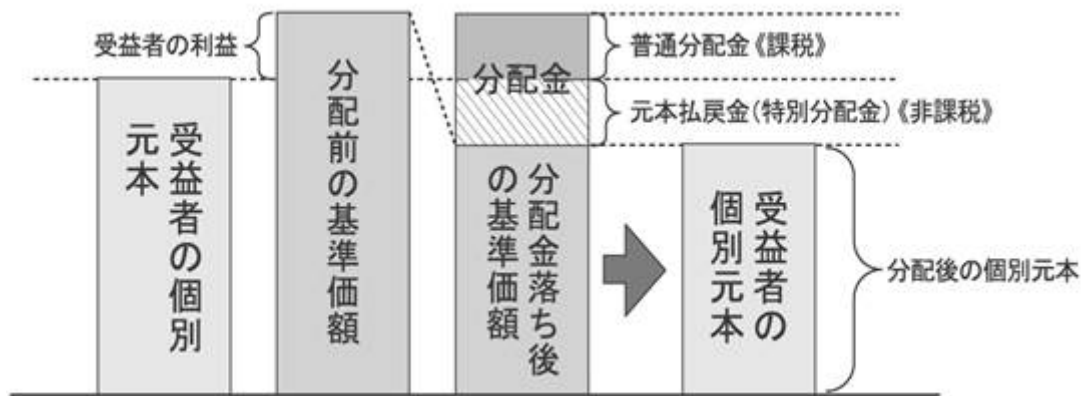 受益者の利益
受益者の個別
元本
分配前の基準価額
分配金
分配金落ち後
の基準価額
普通分配金《課税》
元本払戻金(特別分配金)《非課税》
受益者の
個別元本
分配後の個別元本